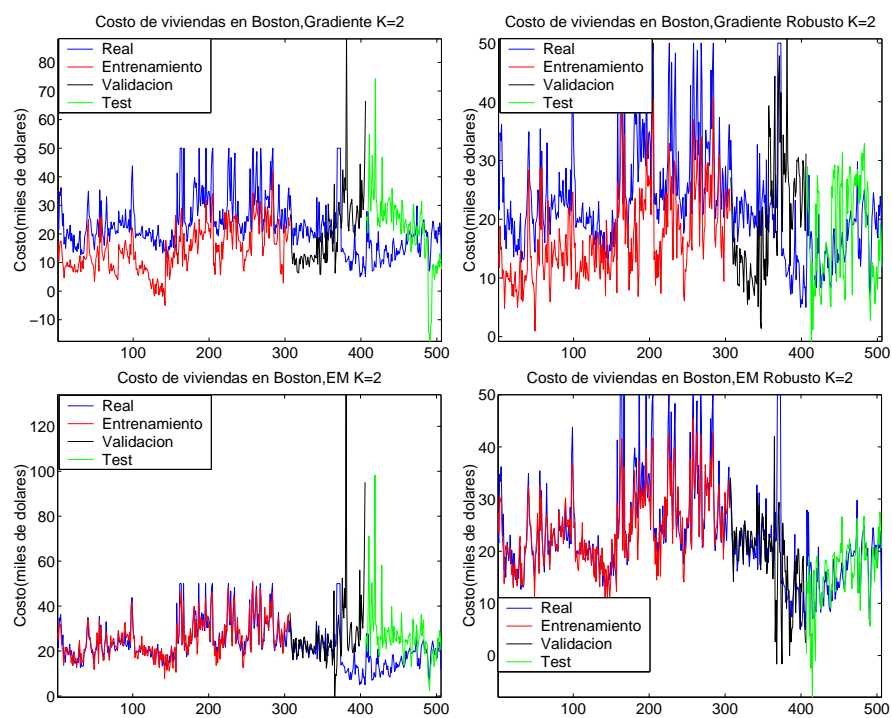 Costo de viviendas en Boston,Gradiente K=2
Costo(miles de dolares)
80
70
60
50
40
30
20
10
0
−10
100
200
300
400
500
Real
Entrenamiento
Validacion
Test
Costo de viviendas en Boston,Gradiente Robusto K=2
Costo(miles de dolares)
50
40
30
20
10
0
100
200
300
400
500
Real
Entrenamiento
Validacion
Test
Costo de viviendas en Boston,EM K=2
Costo(miles de dolares)
120
100
80
60
40
20
0
100
200
300
400
500
Real
Entrenamiento
Validacion
Test
Costo de viviendas en Boston,EM Robusto K=2
Costo(miles de dolares)
50
40
30
20
10
0
100
200
300
400
500
Real
Entrenamiento
Validacion
Test